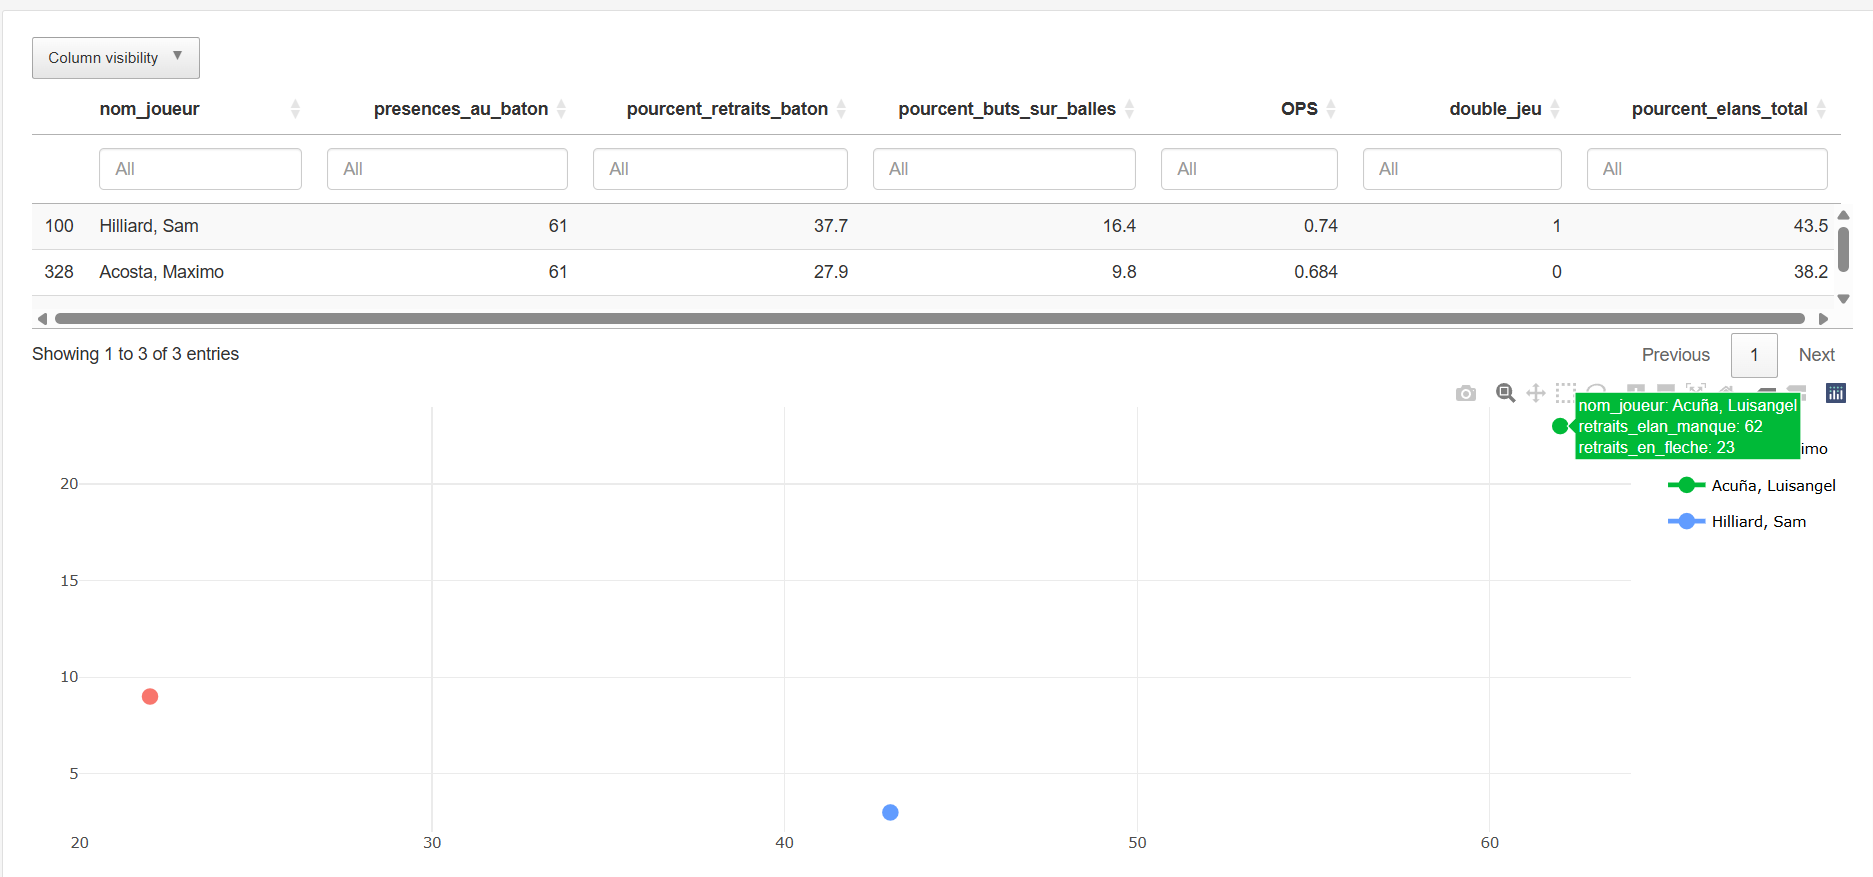 Column visibility ▼
nom_joueur presences_au_baton pourcent_retraits_baton pourcent_buts_sur_balles OPS double_jeu pourcent_elans_total
All All All All All All All
100 Hilliard, Sam 61 37.7 16.4 0.74 1 43.5
328 Acosta, Maximo 61 27.9 9.8 0.684 0 38.2
Showing 1 to 3 of 3 entries
Previous 1 Next
nom_joueur: Acuña, Luisangel
retraits_elan_manque: 62
retraits_en_fleche: 23
imo
Acuña, Luisangel
Hilliard, Sam
20
15
10
5
20 30 40 50 60